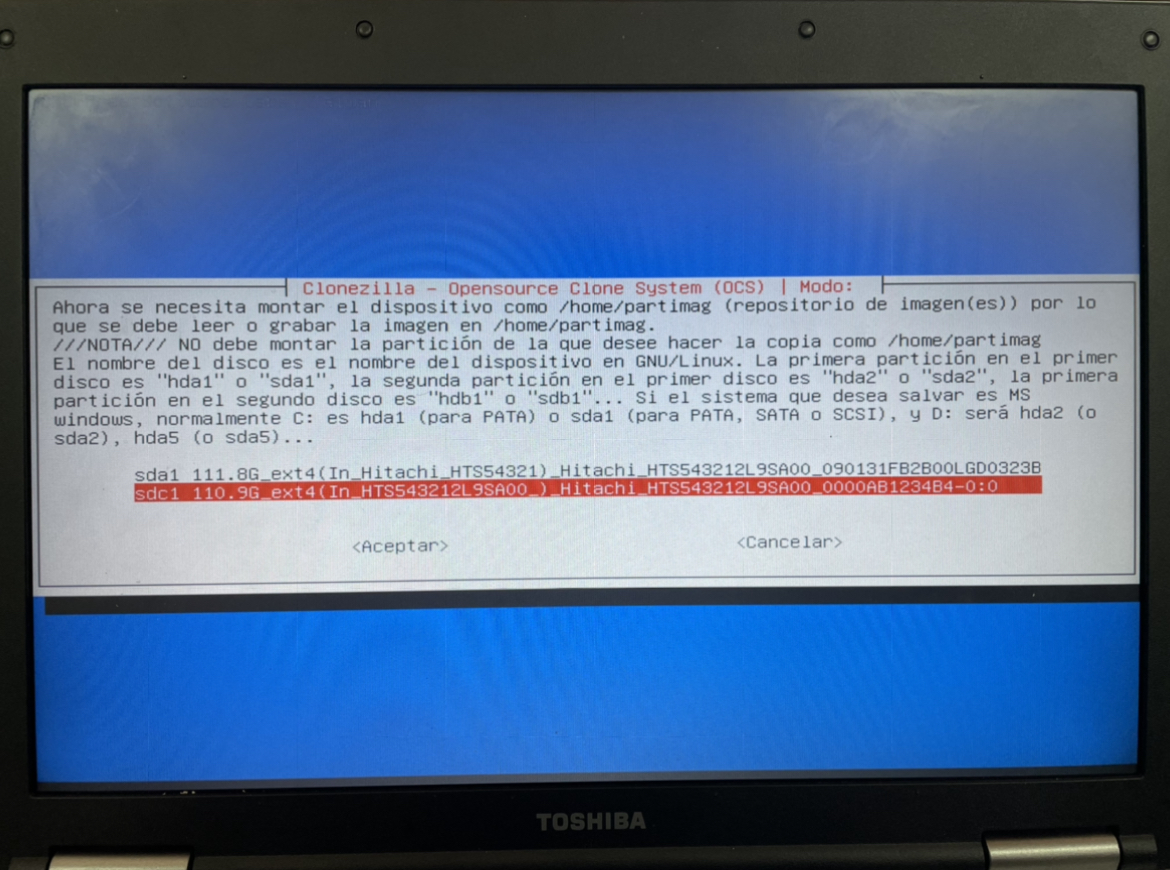 Clonezilla - Opensource Clone System (OCS) | Modo:
Ahora se necesita montar el dispositivo como /home/partimag (repositorio de imagen(es)) por lo
que se debe leer o grabar la imagen en /home/partimag.
///NOTA/// NO debe montar la partición de la que desee hacer la copia como /home/partimag
El nombre del disco es el nombre del dispositivo en GNU/Linux. La primera partición en el primer
disco es "hda1" o "sda1", la segunda partición en el primer disco es "hda2" o "sda2", la primera
partición en el segundo disco es "hdb1" o "sdb1"... Si el sistema que desea salvar es MS
windows, normalmente C: es hda1 (para PATA) o sda1 (para PATA, SATA o SCSI), y D: será hda2 (o
sda2), hda5 (o sda5)...
sda1 111.8G_ext4(In_Hitachi_HTS54321)_Hitachi_HTS543212L9SA00_090131FB2B00LGD0323B
sdc1 110.9G_ext4(In_HTS543212L9SA00_)_Hitachi_HTS543212L9SA00_0000AB1234B4-0:0
<Aceptar> <Cancelar>
TOSHIBA